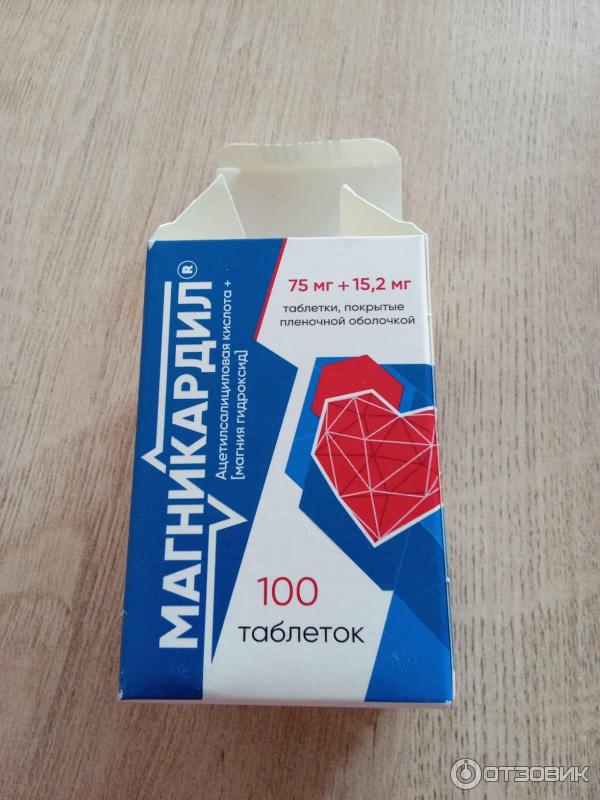 МАГНИКАРДИЛ®
Ацетилсалициловая кислота +
[магния гидроксид]
75 мг + 15,2 мг
таблетки, покрытые
пленочной оболочкой
100
таблеток
ОТЗОВИК